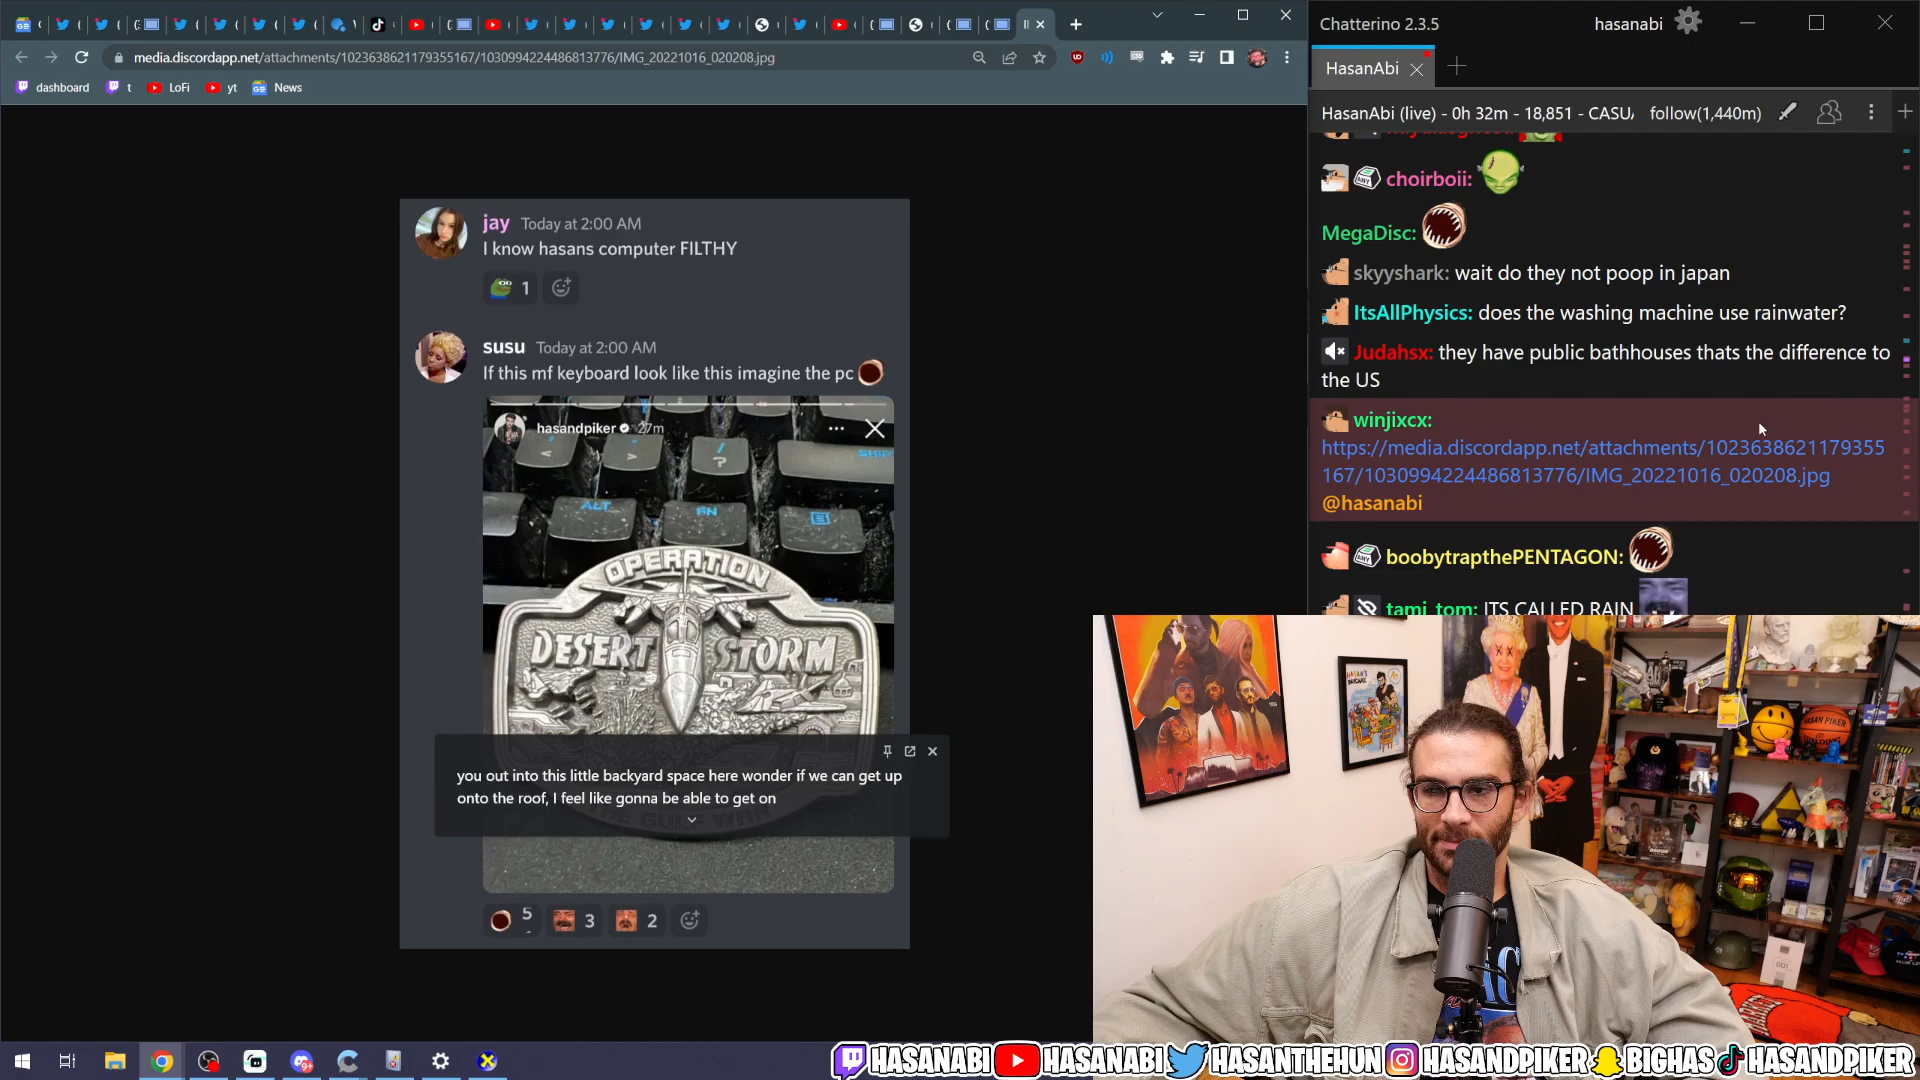 media.discordapp.net/attachments/1023638621179355167/1030994224486813776/IMG_20221016_020208.jpg
dashboard
t
LoFi
yt
News
jay Today at 2:00 AM
I know hasans computer FILTHY
1
susu Today at 2:00 AM
If this mf keyboard look like this imagine the pc
hasandpiker 27m
SHIP
ALT
FN
OPERATION
DESERT STORM
THE GULF WAR
you out into this little backyard space here wonder if we can get up
onto the roof, I feel like gonna be able to get on
5
3
2
Chatterino 2.3.5
hasanabi
HasanAbi
HasanAbi (live) - 0h 32m - 18,851 - CASU
follow(1,440m)
choirboii:
MegaDisc:
skyyshark: wait do they not poop in japan
ItsAllPhysics: does the washing machine use rainwater?
Judahsx: they have public bathhouses thats the difference to
the US
winjixcx:
https://media.discordapp.net/attachments/1023638621179355
167/1030994224486813776/IMG_20221016_020208.jpg
@hasanabi
boobytrapthePENTAGON:
tami_tom: ITS CALLED RAIN
HASANABI
HASANABI
HASANTHEHUN
HASANDPIKER
BIGHAS
HASANDPIKER